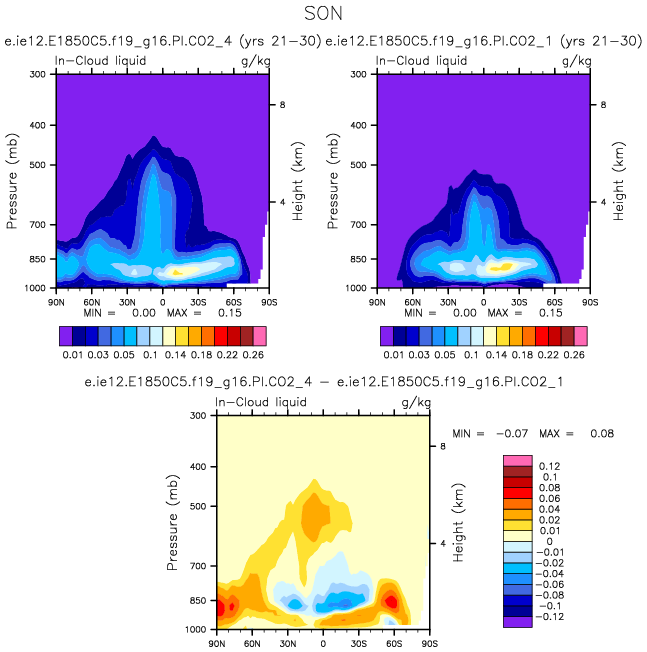 SON
e.ie12.E1850C5.f19_g16.PI.CO2_4 (yrs 21-30) e.ie12.E1850C5.f19_g16.PI.CO2_1 (yrs 21-30)
In-Cloud liquid g/kg In-Cloud liquid g/kg
300 300
8 8
400 400
500 500
Pressure (mb) Height (km) Pressure (mb) Height (km)
4 4
700 700
850 850
1000 1000
90N 60N 30N 0 30S 60S 90S 90N 60N 30N 0 30S 60S 90S
MIN = 0.00 MAX = 0.15 MIN = 0.00 MAX = 0.15
0.01 0.03 0.05 0.1 0.14 0.18 0.22 0.26 0.01 0.03 0.05 0.1 0.14 0.18 0.22 0.26
e.ie12.E1850C5.f19_g16.PI.CO2_4 - e.ie12.E1850C5.f19_g16.PI.CO2_1
In-Cloud liquid g/kg
300
8
400
500
Pressure (mb) Height (km)
4
700
850
1000
90N 60N 30N 0 30S 60S 90S
MIN = -0.07 MAX = 0.08
0.12
0.1
0.08
0.06
0.04
0.02
0.01
0
-0.01
-0.02
-0.04
-0.06
-0.08
-0.1
-0.12